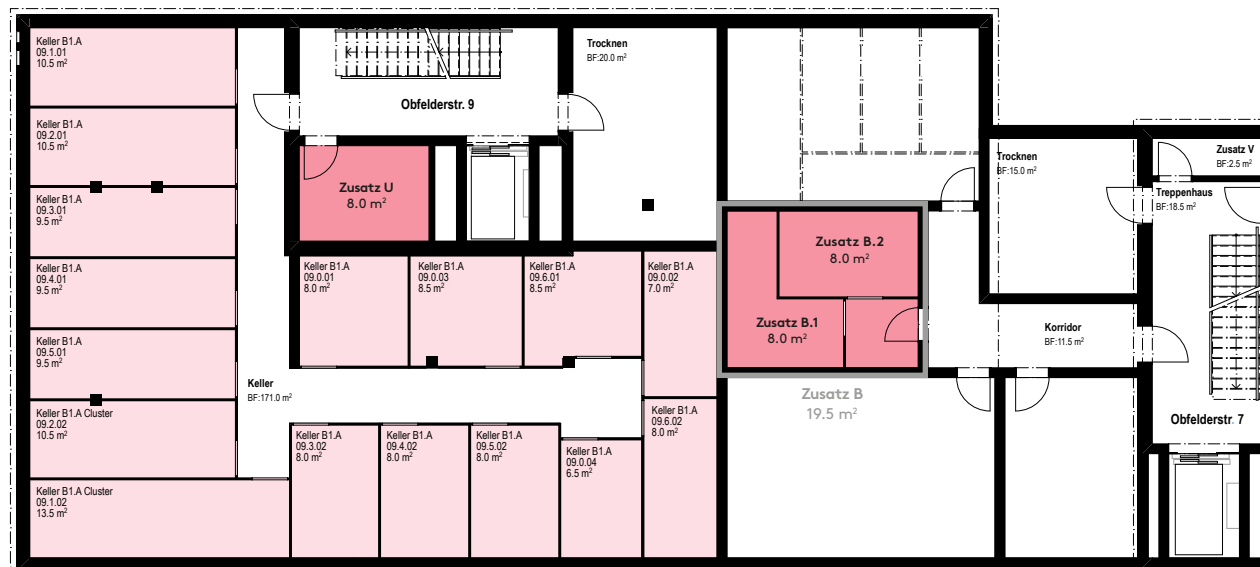 Keller B1.A
09.1.01
10.5 m²
Keller B1.A
09.2.01
10.5 m²
Keller B1.A
09.3.01
9.5 m²
Keller B1.A
09.4.01
9.5 m²
Keller B1.A
09.5.01
9.5 m²
Keller B1.A Cluster
09.2.02
10.5 m²
Keller B1.A Cluster
09.1.02
13.5 m²
Keller
BF:171.0 m²
Obfelderstr. 9
Zusatz U
8.0 m²
Trocknen
BF:20.0 m²
Keller B1.A
09.0.01
8.0 m²
Keller B1.A
09.0.03
8.5 m²
Keller B1.A
09.6.01
8.5 m²
Keller B1.A
09.0.02
7.0 m²
Keller B1.A
09.3.02
8.0 m²
Keller B1.A
09.4.02
8.0 m²
Keller B1.A
09.5.02
8.0 m²
Keller B1.A
09.0.04
6.5 m²
Keller B1.A
09.6.02
8.0 m²
Zusatz B.2
8.0 m²
Zusatz B.1
8.0 m²
Zusatz B
19.5 m²
Trocknen
BF:15.0 m²
Korridor
BF:11.5 m²
Zusatz V
BF:2.5 m²
Treppenhaus
BF:18.5 m²
Obfelderstr. 7